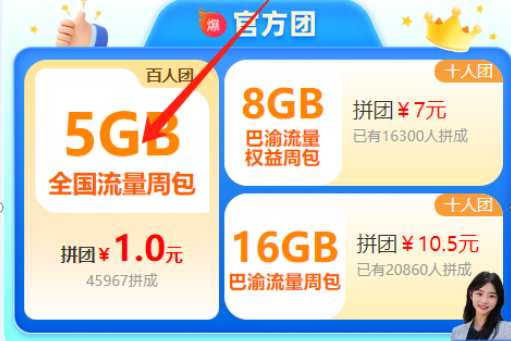 爆 官方团
百人团
5GB
全国流量周包
拼团¥1.0元
45967拼成
十人团
8GB
巴渝流量
权益周包
拼团¥7元
已有16300人拼成
十人团
16GB
巴渝流量周包
拼团¥10.5元
已有20860人拼成